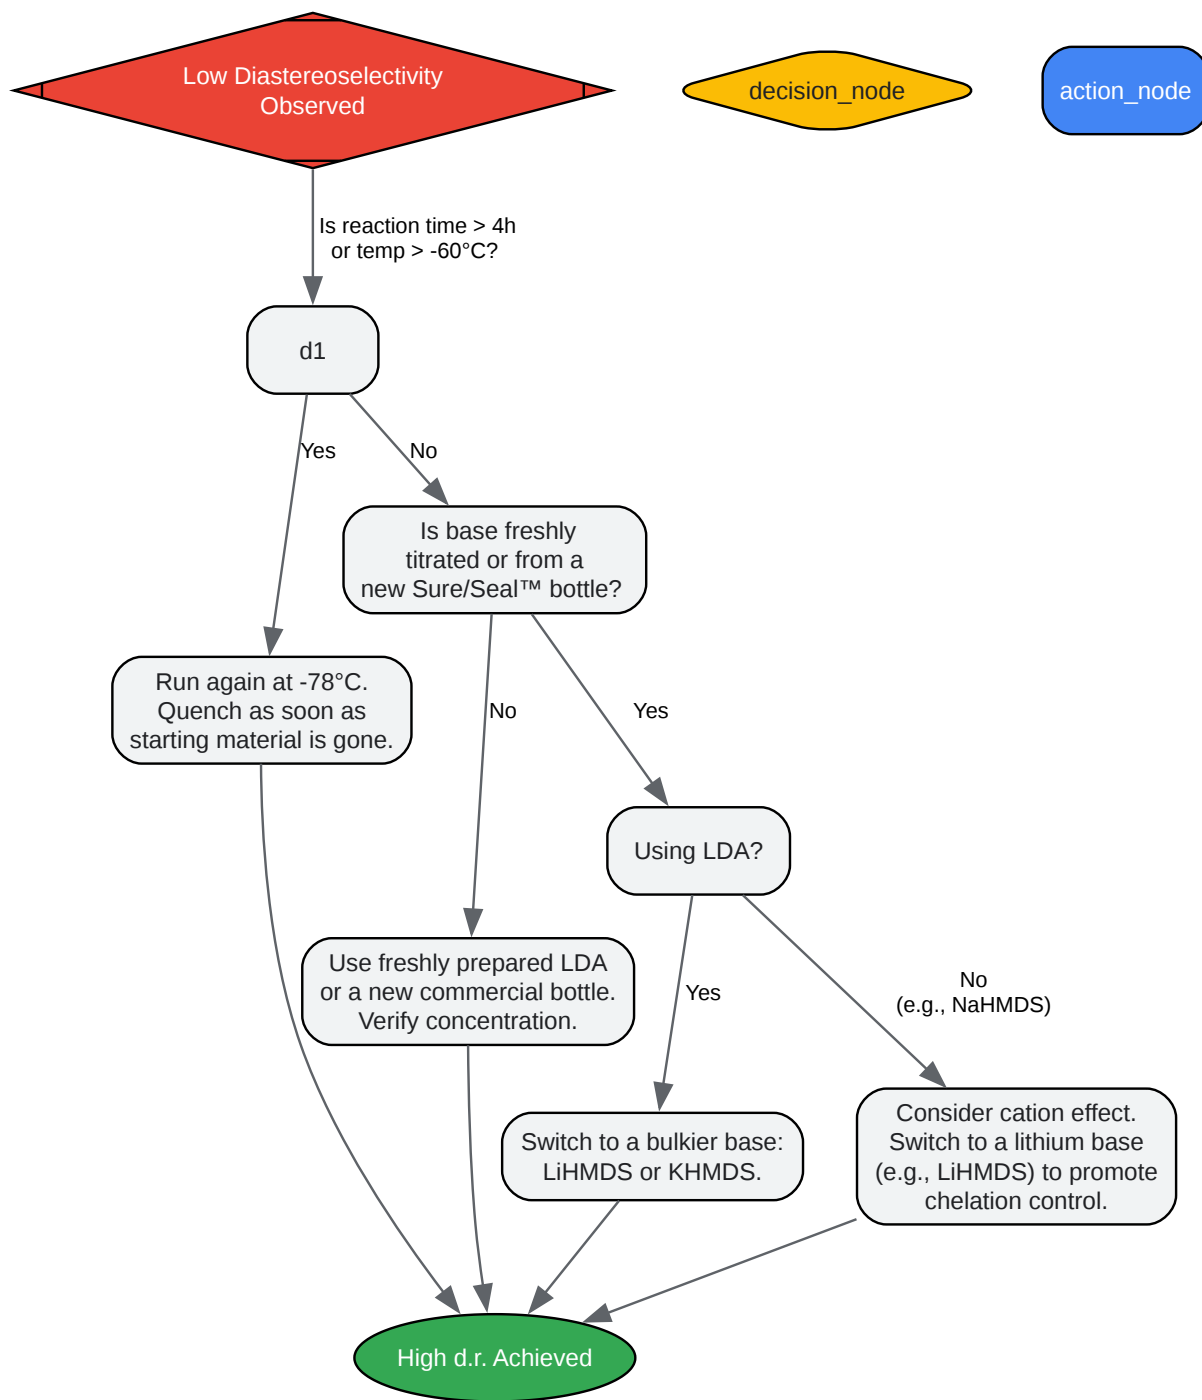 Low Diastereoselectivity
Observed
decision_node
action_node
Is reaction time > 4h
or temp > -60°C?
d1
Yes
No
Is base freshly
titrated or from a
new Sure/Seal™ bottle?
Run again at -78°C.
Quench as soon as
starting material is gone.
No
Yes
Using LDA?
Use freshly prepared LDA
or a new commercial bottle.
Verify concentration.
Yes
No
(e.g., NaHMDS)
Switch to a bulkier base:
LiHMDS or KHMDS.
Consider cation effect.
Switch to a lithium base
(e.g., LiHMDS) to promote
chelation control.
High d.r. Achieved